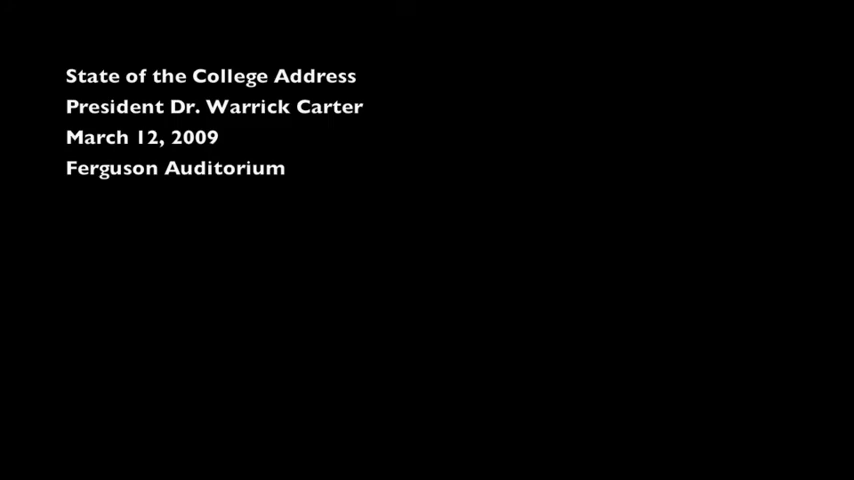 State of the College Address
President Dr. Warrick Carter
March 12, 2009
Ferguson Auditorium